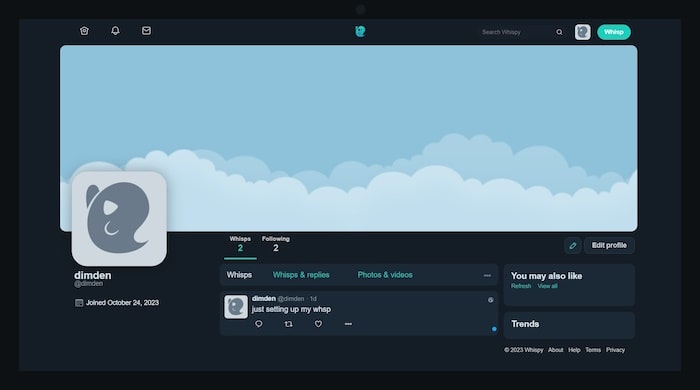 Search Whispy
Whisp
Whisps
2
Following
2
Edit profile
dimden
@dimden
Joined October 24, 2023
Whisps
Whisps & replies
Photos & videos
dimden @dimden · 1d
just setting up my whsp
You may also like
Refresh View all
Trends
© 2023 Whispy About Help Terms Privacy